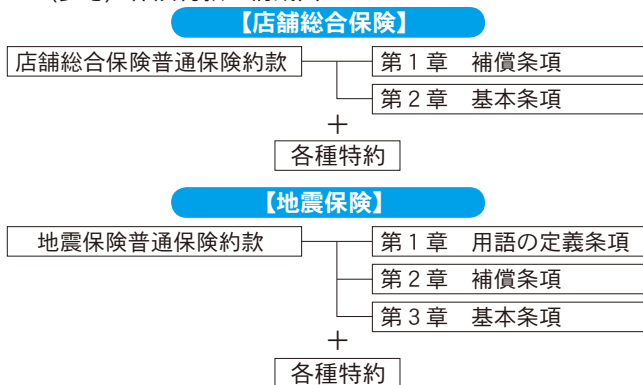 【店舗総合保険】
店舗総合保険普通保険約款
第1章 補償条項
第2章 基本条項
+
各種特約
【地震保険】
地震保険普通保険約款
第1章 用語の定義条項
第2章 補償条項
第3章 基本条項
+
各種特約